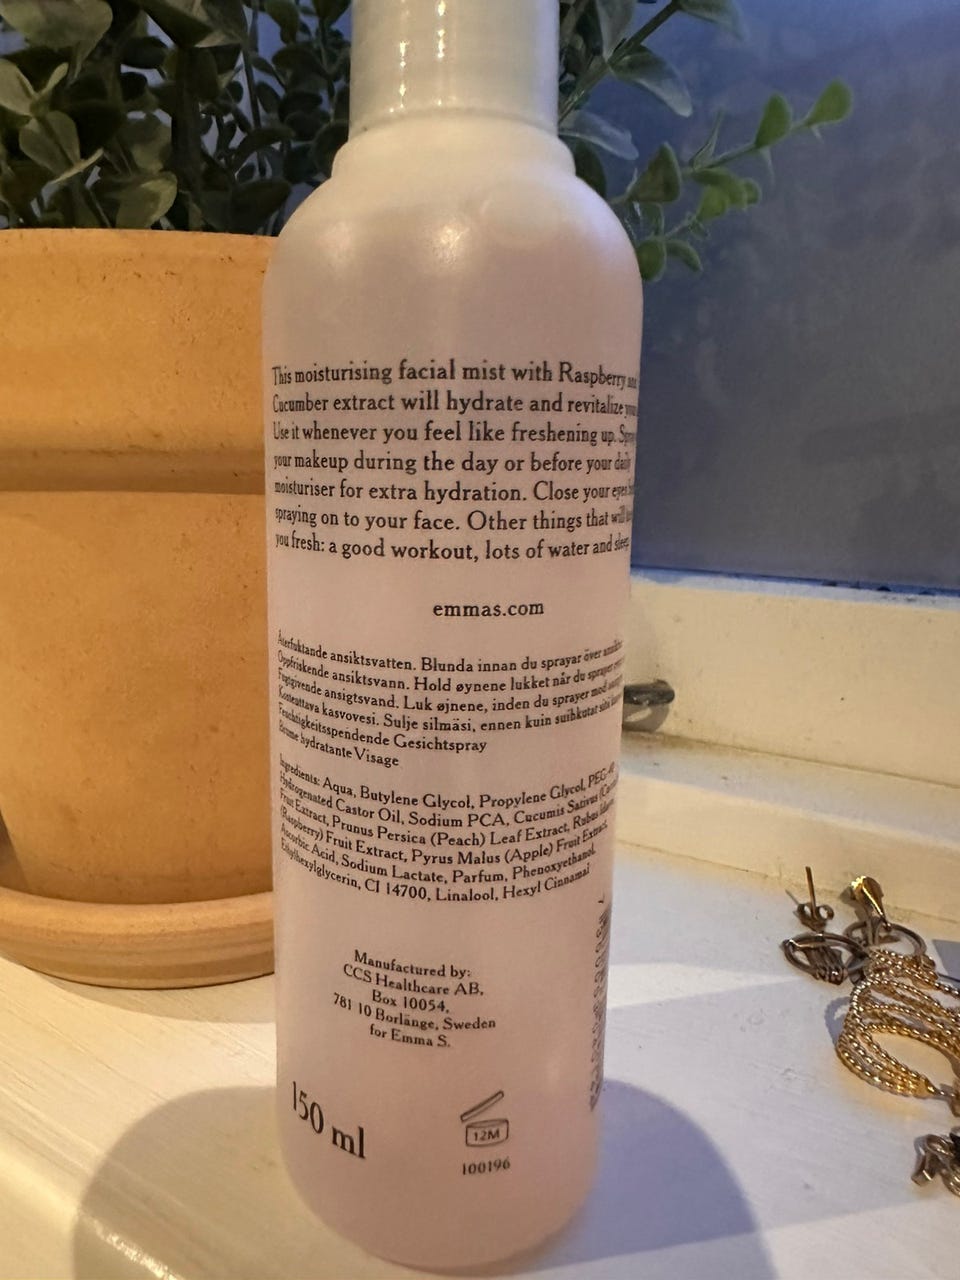 This moisturising facial mist with Raspberry
Cucumber extract will hydrate and revitalize
Use it whenever you feel like freshening up.
your makeup during the day or before your daily
moisturiser for extra hydration. Close your eyes
spraying on to your face. Other things that will
you fresh: a good workout, lots of water and sleep.
emmas.com
Återfuktande ansiktsvatten. Blunda innan du sprayar över
Oppfriskende ansiktsvann. Hold øynene lukket når du sprayer
Fugtgivende ansigtsvand. Luk øjnene, inden du sprayer mod
Kosteuttava kasvovesi. Sulje silmäsi, ennen kuin suihkutat sitä
Feuchtigkeitsspendende Gesichtspray
Brume hydratante Visage
Ingredients: Aqua, Butylene Glycol, Propylene Glycol, PEG-40
Hydrogenated Castor Oil, Sodium PCA, Cucumis Sativus
Fruit Extract, Prunus Persica (Peach) Leaf Extract, Rubus Idaeus
(Raspberry) Fruit Extract, Pyrus Malus (Apple) Fruit Extract,
Ascorbic Acid, Sodium Lactate, Parfum, Phenoxyethanol,
Ethylhexylglycerin, CI 14700, Linalool, Hexyl Cinnamal
Manufactured by:
CCS Healthcare AB,
Box 10054,
781 10 Borlänge, Sweden
for Emma S.
150 ml
12M
100196